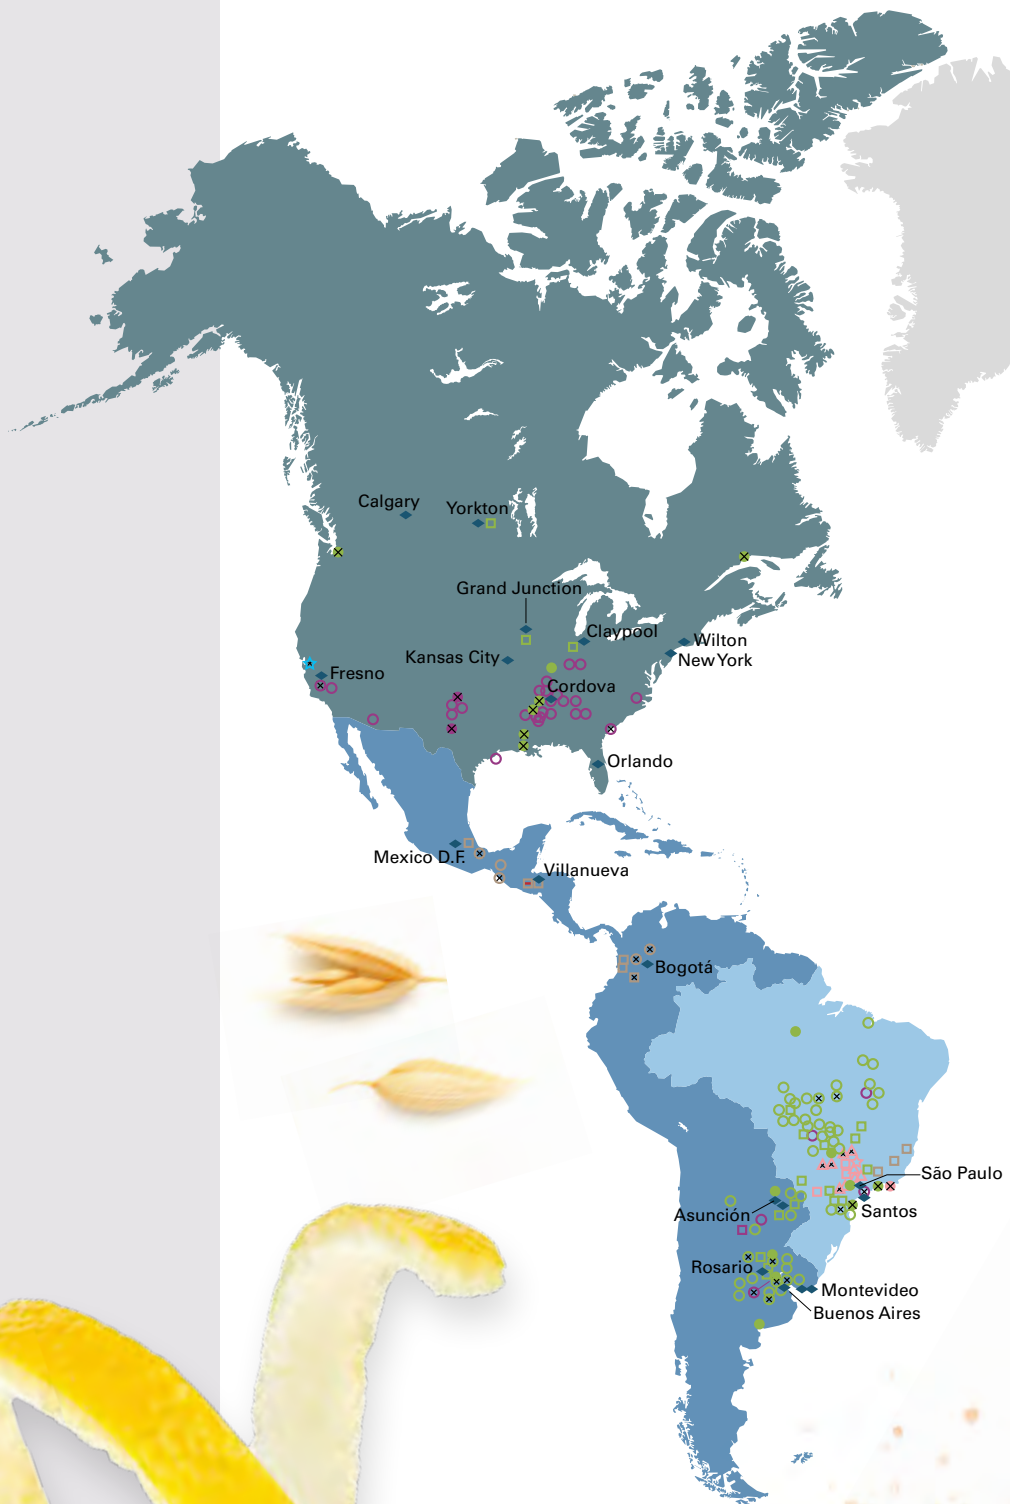 Calgary
Yorkton
Grand Junction
Claypool
Wilton
Kansas City
New York
Fresno
Cordova
Orlando
Mexico D.F.
Villanueva
Bogotá
São Paulo
Asunción
Santos
Rosario
Montevideo
Buenos Aires